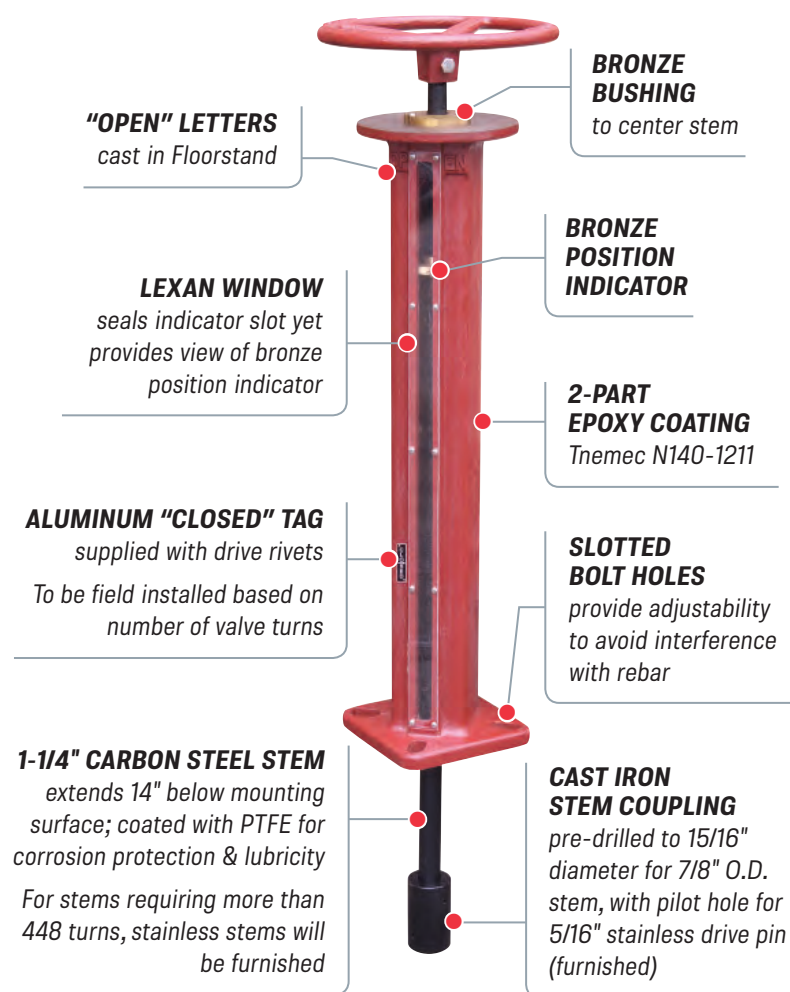 BRONZE
BUSHING
to center stem
“OPEN” LETTERS
cast in Floorstand
BRONZE
POSITION
INDICATOR
LEXAN WINDOW
seals indicator slot yet
provides view of bronze
position indicator
2-PART
EPOXY COATING
Tnemec N140-1211
ALUMINUM “CLOSED” TAG
supplied with drive rivets
To be field installed based on
number of valve turns
SLOTTED
BOLT HOLES
provide adjustability
to avoid interference
with rebar
1-1/4" CARBON STEEL STEM
extends 14" below mounting
surface; coated with PTFE for
corrosion protection & lubricity
For stems requiring more than
448 turns, stainless stems will
be furnished
CAST IRON
STEM COUPLING
pre-drilled to 15/16"
diameter for 7/8" O.D.
stem, with pilot hole for
5/16" stainless drive pin
(furnished)